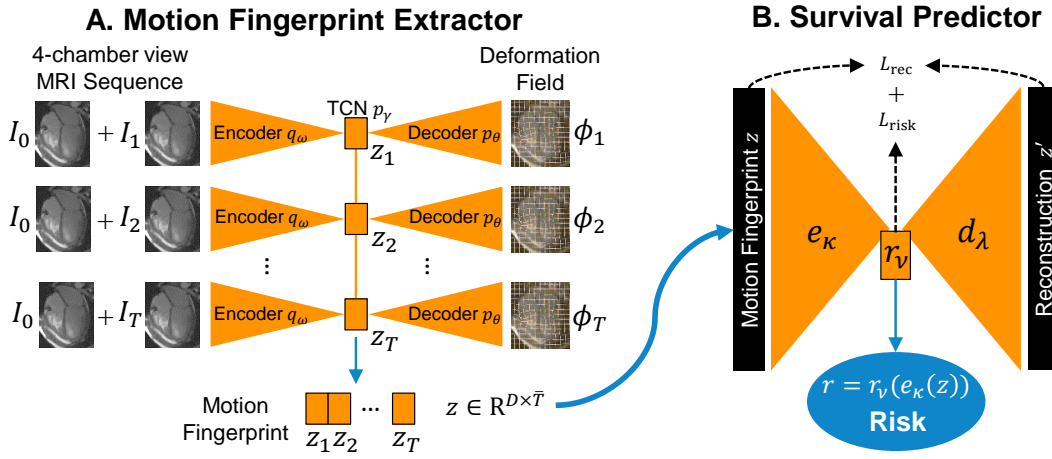 A. Motion Fingerprint Extractor
4-chamber view
MRI Sequence
Deformation
Field
TCN p_γ
I_0 + I_1
Encoder q_ω
z_1
Decoder p_θ
ϕ_1
I_0 + I_2
Encoder q_ω
z_2
Decoder p_θ
ϕ_2
⋮ ⋮
I_0 + I_T
Encoder q_ω
z_T
Decoder p_θ
ϕ_T
Motion
Fingerprint
...
z_1 z_2 z_T
z ∈ R^{D×T̄}
B. Survival Predictor
L_rec
+
L_risk
Motion Fingerprint z
e_κ
r_ν
d_λ
Reconstruction z′
r = r_ν(e_κ(z))
Risk